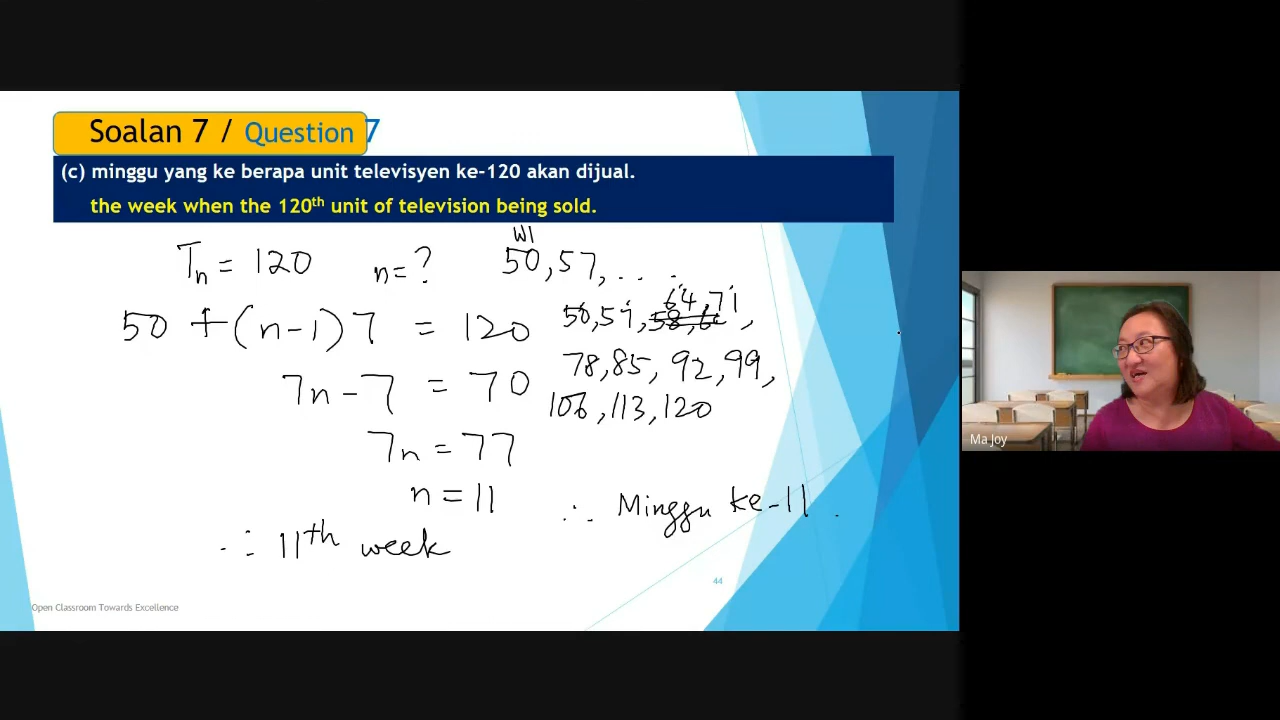 Soalan 7 / Question 7
(c) minggu yang ke berapa unit televisyen ke-120 akan dijual.
the week when the 120th unit of television being sold.
Tn = 120 n = ?
50 + (n-1) 7 = 120
7n - 7 = 70
7n = 77
n = 11
∴ 11th week
W1
50, 57, ....
50, 57, 64, 71,
78, 85, 92, 99,
106, 113, 120
∴ Minggu ke-11.
44
Open Classroom Towards Excellence
Ma Joy